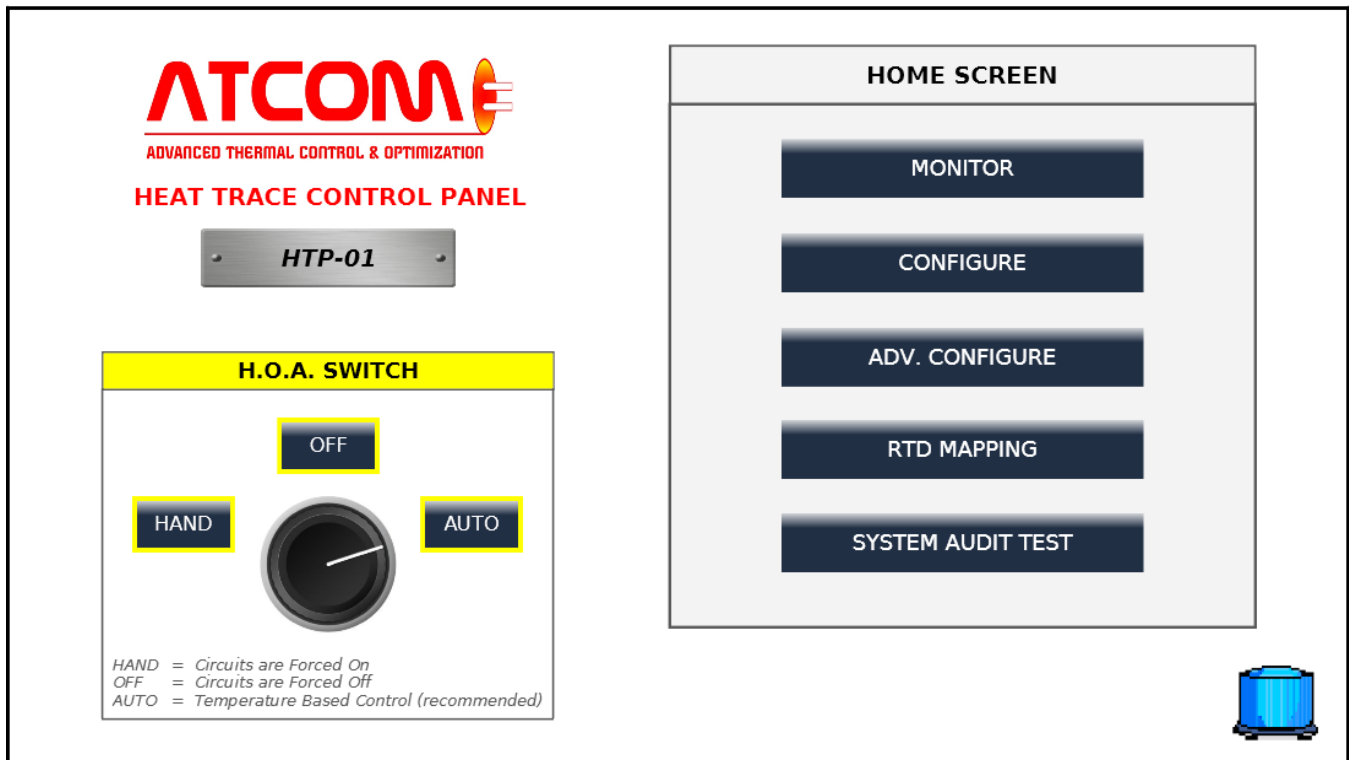 ATCOM
ADVANCED THERMAL CONTROL & OPTIMIZATION
HEAT TRACE CONTROL PANEL
HTP-01
H.O.A. SWITCH
OFF
HAND
AUTO
HAND = Circuits are Forced On
OFF = Circuits are Forced Off
AUTO = Temperature Based Control (recommended)
HOME SCREEN
MONITOR
CONFIGURE
ADV. CONFIGURE
RTD MAPPING
SYSTEM AUDIT TEST